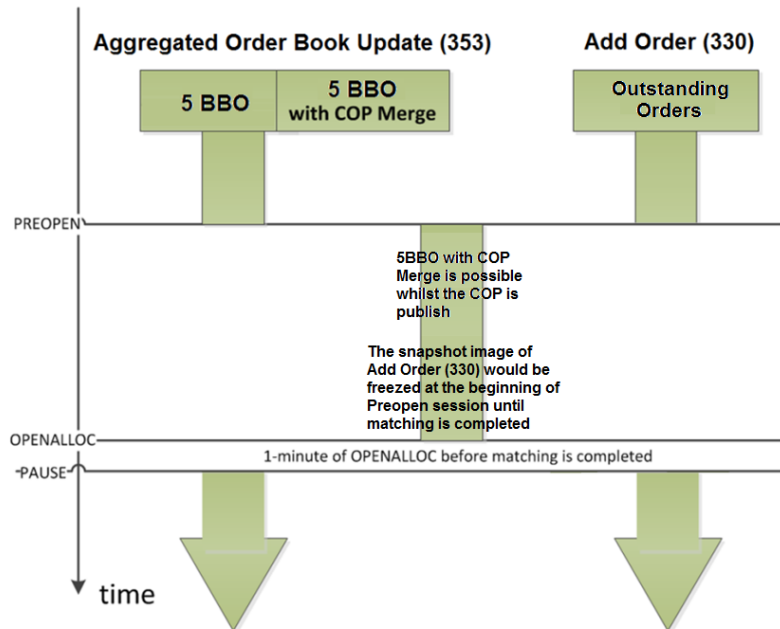 Aggregated Order Book Update (353)
Add Order (330)
5 BBO
5 BBO
with COP Merge
Outstanding
Orders
PREOPEN
5BBO with COP
Merge is possible
whilst the COP is
publish
The snapshot image of
Add Order (330) would be
freezed at the beginning of
Preopen session until
matching is completed
OPENALLOC
1-minute of OPENALLOC before matching is completed
PAUSE
time